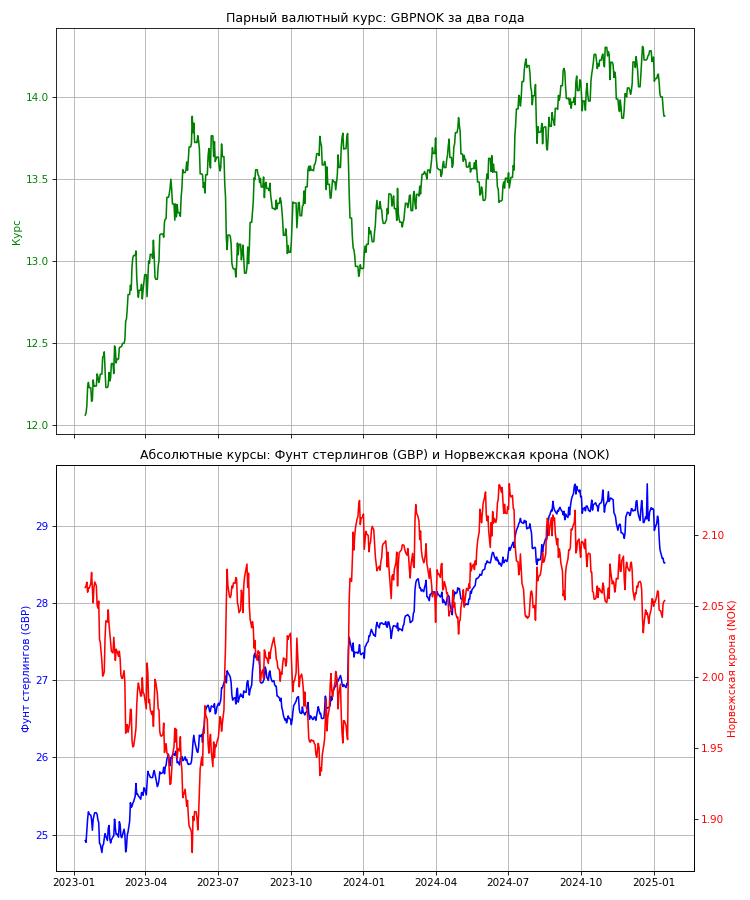 Парный валютный курс: GBPNOK за два года
Курс
14.0
13.5
13.0
12.5
12.0
Абсолютные курсы: Фунт стерлингов (GBP) и Норвежская крона (NOK)
Фунт стерлингов (GBP)
29
28
27
26
25
2.10
2.05
2.00
1.95
1.90
Норвежская крона (NOK)
2023-01 2023-04 2023-07 2023-10 2024-01 2024-04 2024-07 2024-10 2025-01